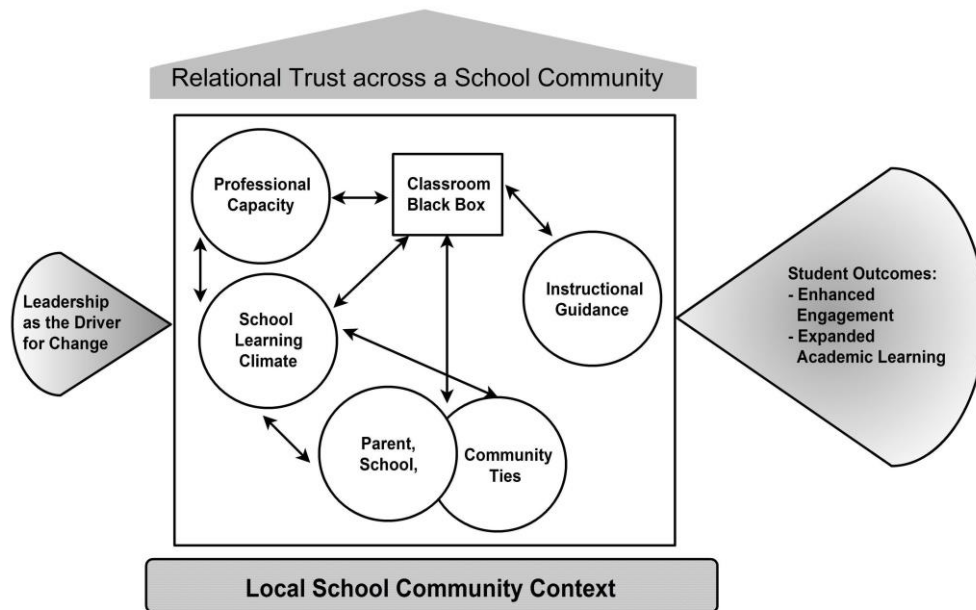 Relational Trust across a School Community
Professional
Capacity
Classroom
Black Box
Leadership
as the Driver
for Change
School
Learning
Climate
Instructional
Guidance
Student Outcomes:
- Enhanced
Engagement
- Expanded
Academic Learning
Parent,
School,
Community
Ties
Local School Community Context